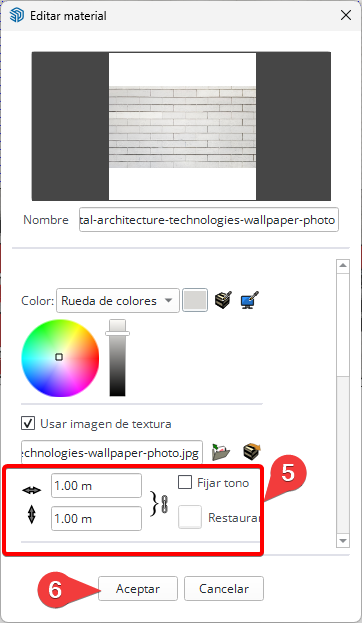 Editar material
Nombre tal-architecture-technologies-wallpaper-photo
Color: Rueda de colores
Usar imagen de textura
echnologies-wallpaper-photo.jpg
1.00 m Fijar tono
5
1.00 m Restaurar
6 Aceptar Cancelar